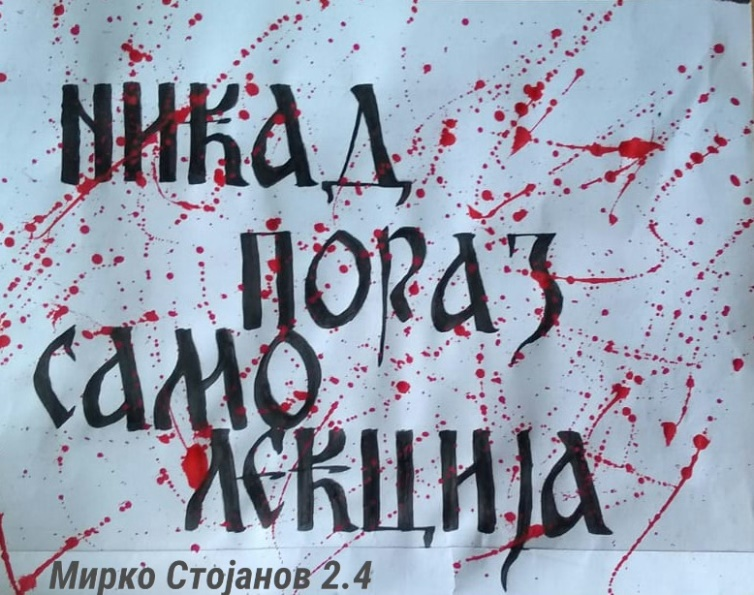 никад
пораз
само
лекција
Мирко Стојанов 2.4